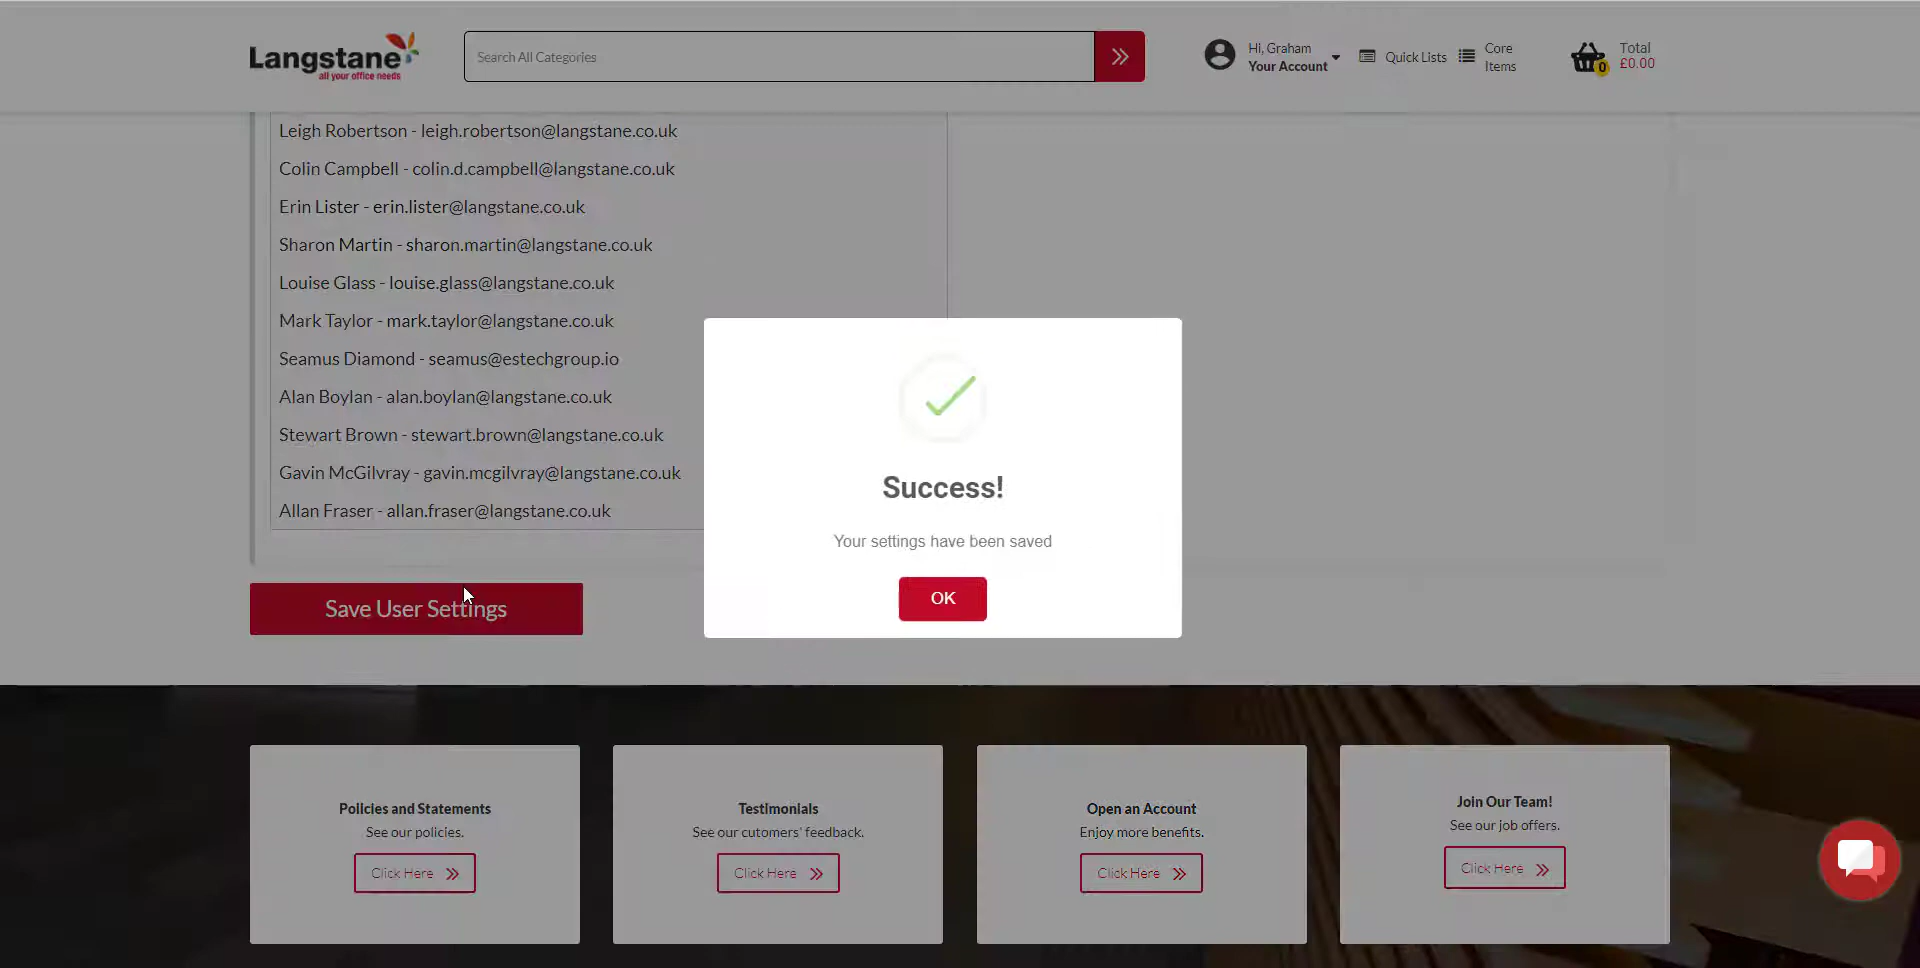 Langstane
all your office needs
Search All Categories
Hi, Graham
Your Account
Quick Lists
Core
Items
0
Total
£0.00
Leigh Robertson - leigh.robertson@langstane.co.uk
Colin Campbell - colin.d.campbell@langstane.co.uk
Erin Lister - erin.lister@langstane.co.uk
Sharon Martin - sharon.martin@langstane.co.uk
Louise Glass - louise.glass@langstane.co.uk
Mark Taylor - mark.taylor@langstane.co.uk
Seamus Diamond - seamus@estechgroup.io
Alan Boylan - alan.boylan@langstane.co.uk
Stewart Brown - stewart.brown@langstane.co.uk
Gavin McGilvray - gavin.mcgilvray@langstane.co.uk
Allan Fraser - allan.fraser@langstane.co.uk
Success!
Your settings have been saved
OK
Save User Settings
Policies and Statements
See our policies.
Click Here
Testimonials
See our cutomers' feedback.
Click Here
Open an Account
Enjoy more benefits.
Click Here
Join Our Team!
See our job offers.
Click Here